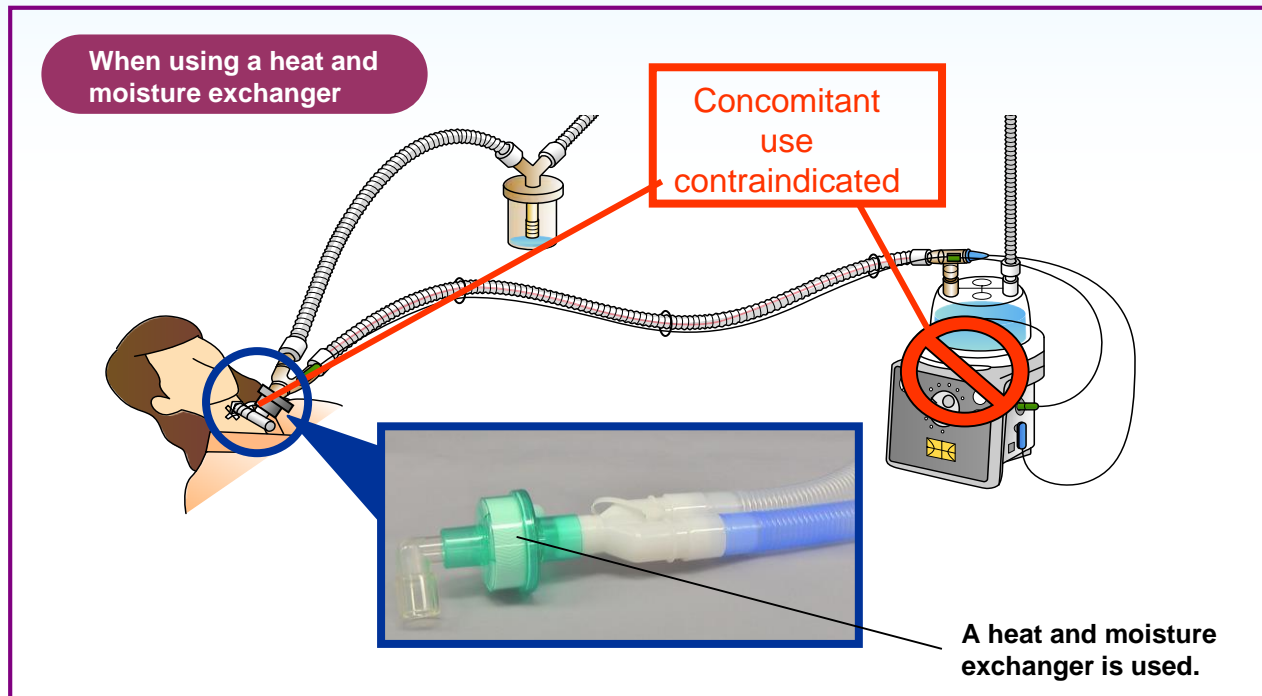 When using a heat and
moisture exchanger
Concomitant
use
contraindicated
A heat and moisture
exchanger is used.